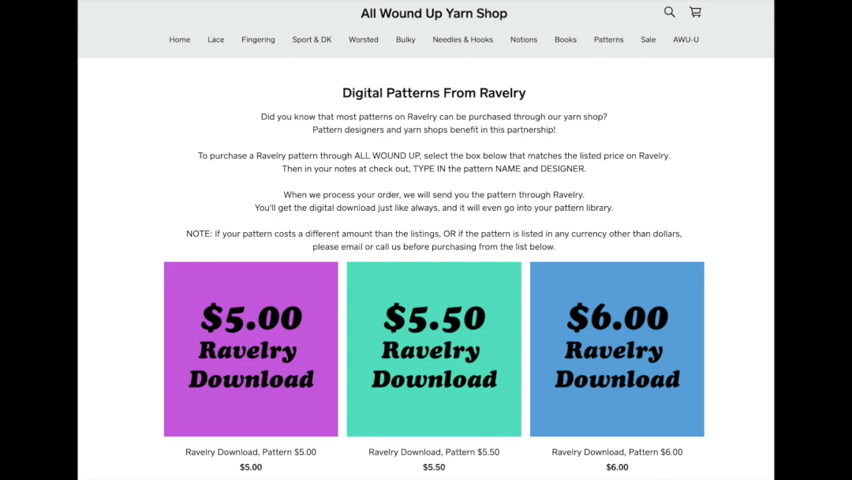 All Wound Up Yarn Shop
Home Lace Fingering Sport & DK Worsted Bulky Needles & Hooks Notions Books Patterns Sale AWU-U
Digital Patterns From Ravelry
Did you know that most patterns on Ravelry can be purchased through our yarn shop?
Pattern designers and yarn shops benefit in this partnership!
To purchase a Ravelry pattern through ALL WOUND UP, select the box below that matches the listed price on Ravelry.
Then in your notes at check out, TYPE IN the pattern NAME and DESIGNER.
When we process your order, we will send you the pattern through Ravelry.
You'll get the digital download just like always, and it will even go into your pattern library.
NOTE: If your pattern costs a different amount than the listings, OR if the pattern is listed in any currency other than dollars,
please email or call us before purchasing from the list below.
$5.00
Ravelry
Download
$5.50
Ravelry
Download
$6.00
Ravelry
Download
Ravelry Download, Pattern $5.00
$5.00
Ravelry Download, Pattern $5.50
$5.50
Ravelry Download, Pattern $6.00
$6.00